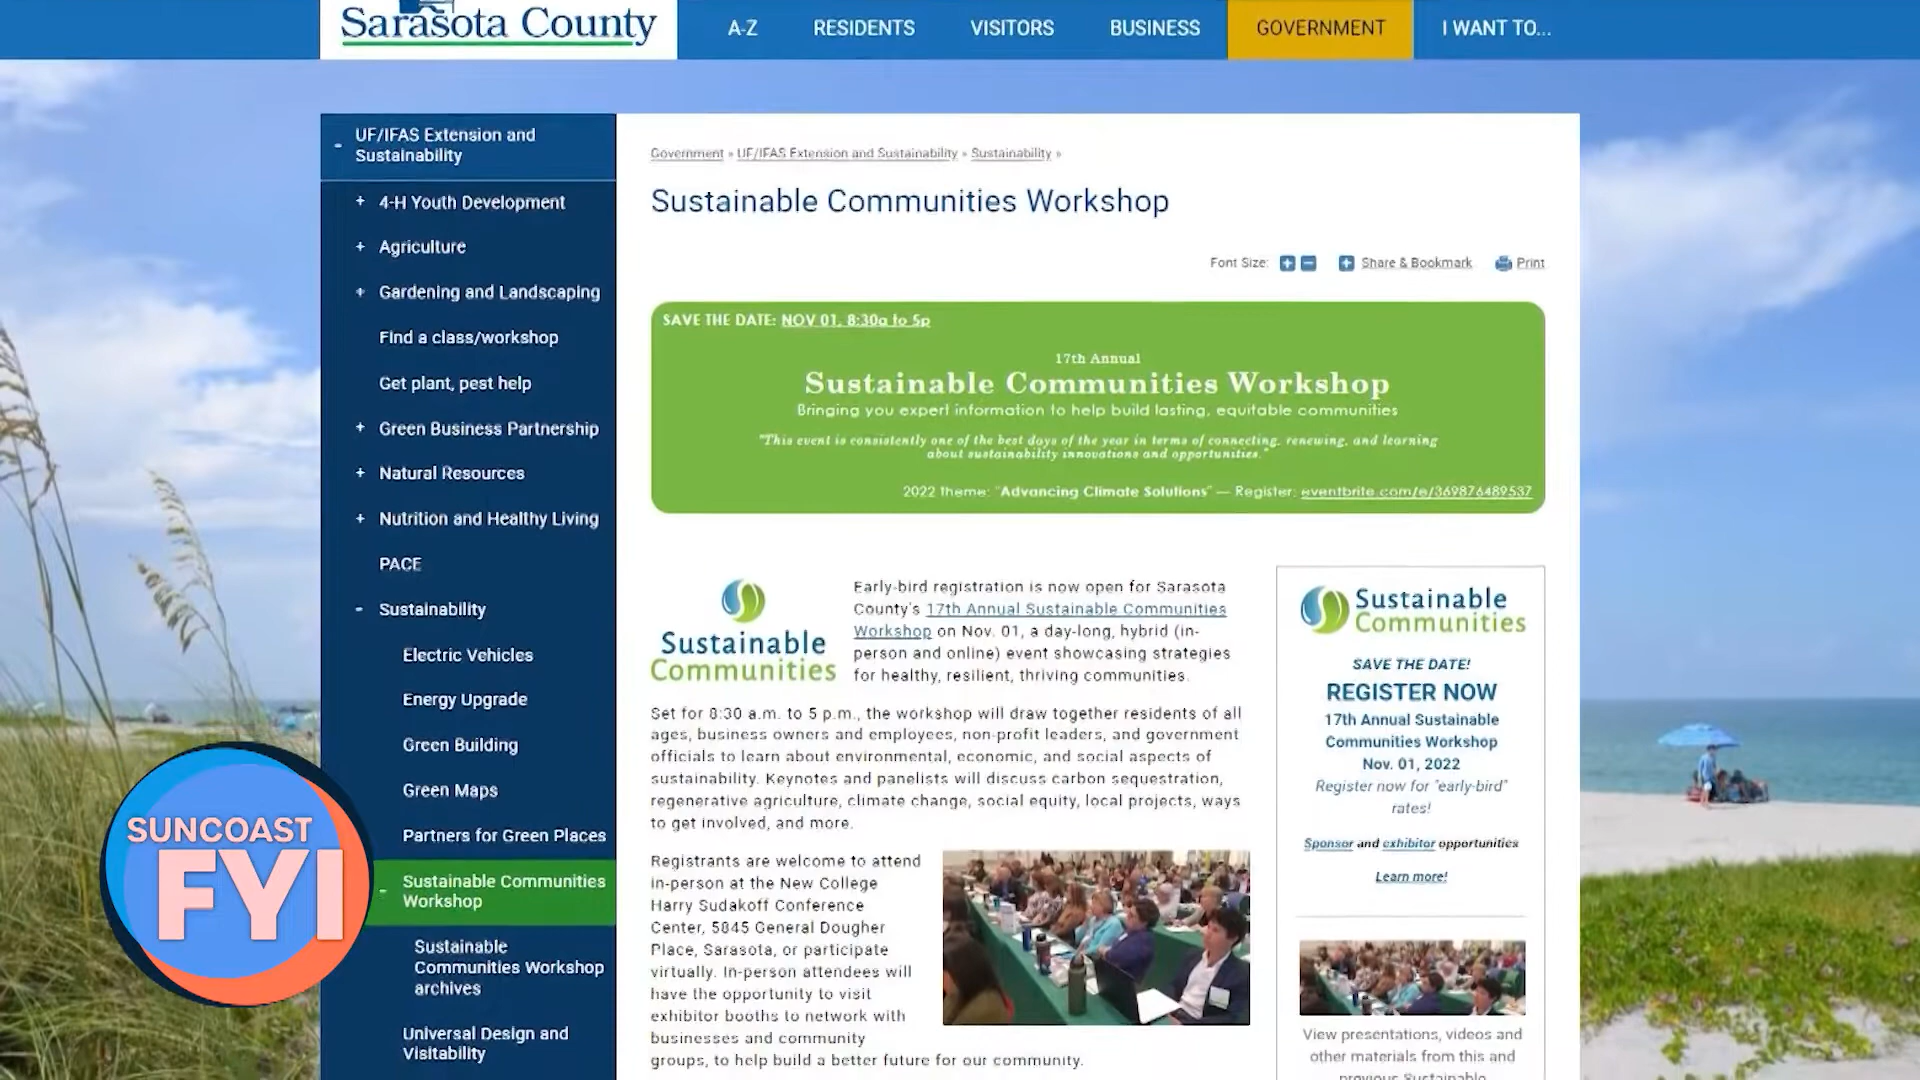 Sarasota County
A-Z
RESIDENTS
VISITORS
BUSINESS
GOVERNMENT
I WANT TO...
- UF/IFAS Extension and
Sustainability
+ 4-H Youth Development
+ Agriculture
+ Gardening and Landscaping
Find a class/workshop
Get plant, pest help
+ Green Business Partnership
+ Natural Resources
+ Nutrition and Healthy Living
PACE
- Sustainability
Electric Vehicles
Energy Upgrade
Green Building
Green Maps
Partners for Green Places
- Sustainable Communities
Workshop
Sustainable
Communities Workshop
archives
Universal Design and
Visitability
SUNCOAST
FYI
Government » UF/IFAS Extension and Sustainability » Sustainability »
Sustainable Communities Workshop
Font Size: + - + Share & Bookmark Print
SAVE THE DATE: NOV 01, 8:30a to 5p
17th Annual
Sustainable Communities Workshop
Bringing you expert information to help build lasting, equitable communities
"This event is consistently one of the best days of the year in terms of connecting, renewing, and learning
about sustainability innovations and opportunities."
2022 theme: "Advancing Climate Solutions" — Register: eventbrite.com/e/369876489537
Sustainable
Communities
Early-bird registration is now open for Sarasota
County's 17th Annual Sustainable Communities
Workshop on Nov. 01, a day-long, hybrid (in-
person and online) event showcasing strategies
for healthy, resilient, thriving communities.
Set for 8:30 a.m. to 5 p.m., the workshop will draw together residents of all
ages, business owners and employees, non-profit leaders, and government
officials to learn about environmental, economic, and social aspects of
sustainability. Keynotes and panelists will discuss carbon sequestration,
regenerative agriculture, climate change, social equity, local projects, ways
to get involved, and more.
Registrants are welcome to attend
in-person at the New College
Harry Sudakoff Conference
Center, 5845 General Dougher
Place, Sarasota, or participate
virtually. In-person attendees will
have the opportunity to visit
exhibitor booths to network with
businesses and community
groups, to help build a better future for our community.
Sustainable
Communities
SAVE THE DATE!
REGISTER NOW
17th Annual Sustainable
Communities Workshop
Nov. 01, 2022
Register now for "early-bird"
rates!
Sponsor and exhibitor opportunities
Learn more!
View presentations, videos and
other materials from this and
previous Sustainable